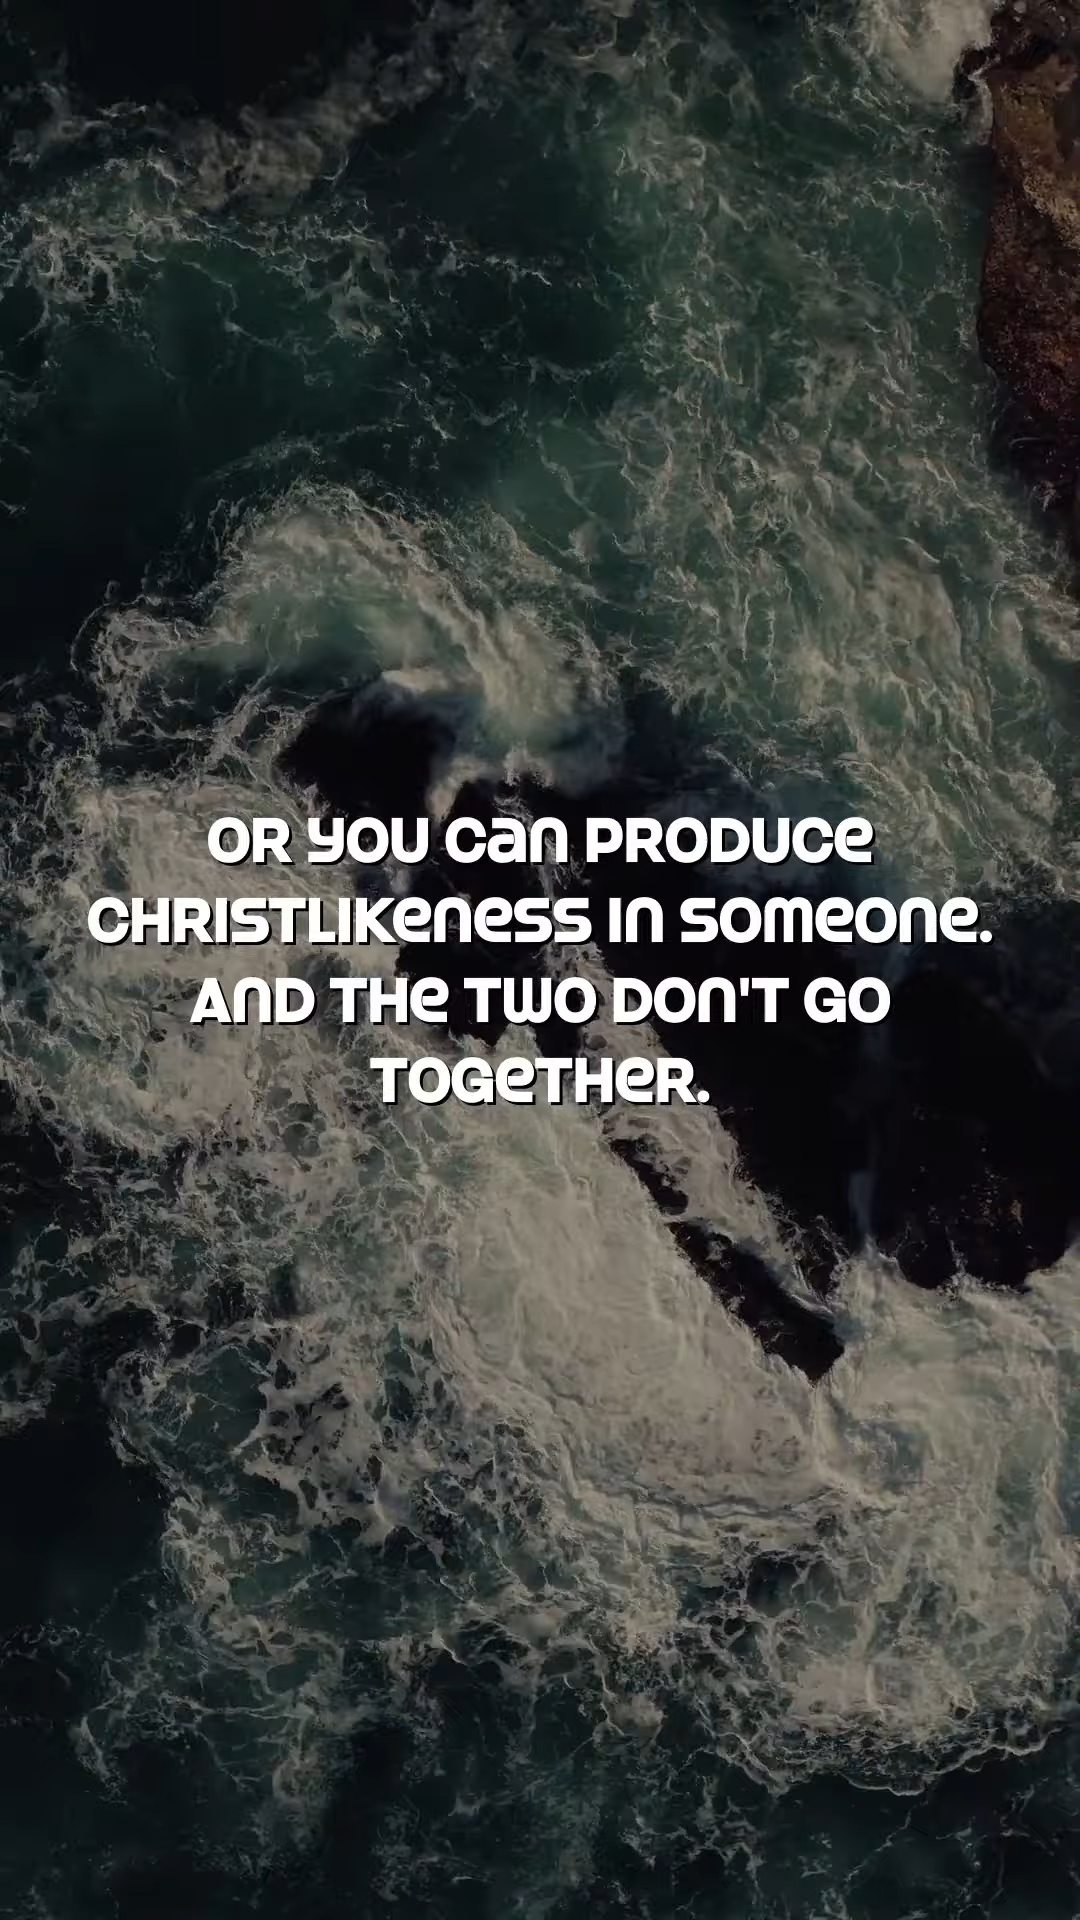 OR YOU CAN PRODUCE
CHRISTLIKENESS IN SOMEONE.
AND THE TWO DON'T GO
TOGETHER.